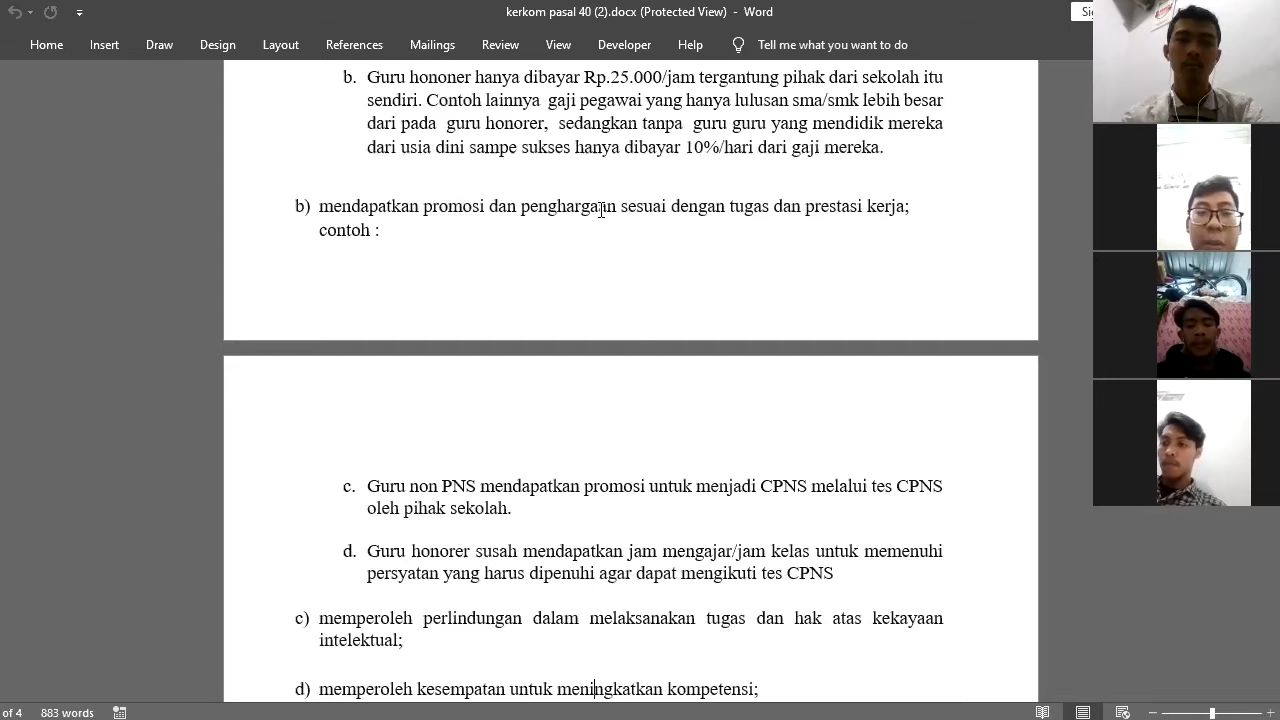 kerkom pasal 40 (2).docx (Protected View) - Word
Home Insert Draw Design Layout References Mailings Review View Developer Help Tell me what you want to do
b. Guru hononer hanya dibayar Rp.25.000/jam tergantung pihak dari sekolah itu
sendiri. Contoh lainnya gaji pegawai yang hanya lulusan sma/smk lebih besar
dari pada guru honorer, sedangkan tanpa guru guru yang mendidik mereka
dari usia dini sampe sukses hanya dibayar 10%/hari dari gaji mereka.
b) mendapatkan promosi dan penghargaan sesuai dengan tugas dan prestasi kerja;
contoh :
c. Guru non PNS mendapatkan promosi untuk menjadi CPNS melalui tes CPNS
oleh pihak sekolah.
d. Guru honorer susah mendapatkan jam mengajar/jam kelas untuk memenuhi
persyatan yang harus dipenuhi agar dapat mengikuti tes CPNS
c) memperoleh perlindungan dalam melaksanakan tugas dan hak atas kekayaan
intelektual;
d) memperoleh kesempatan untuk meningkatkan kompetensi;
of 4 883 words